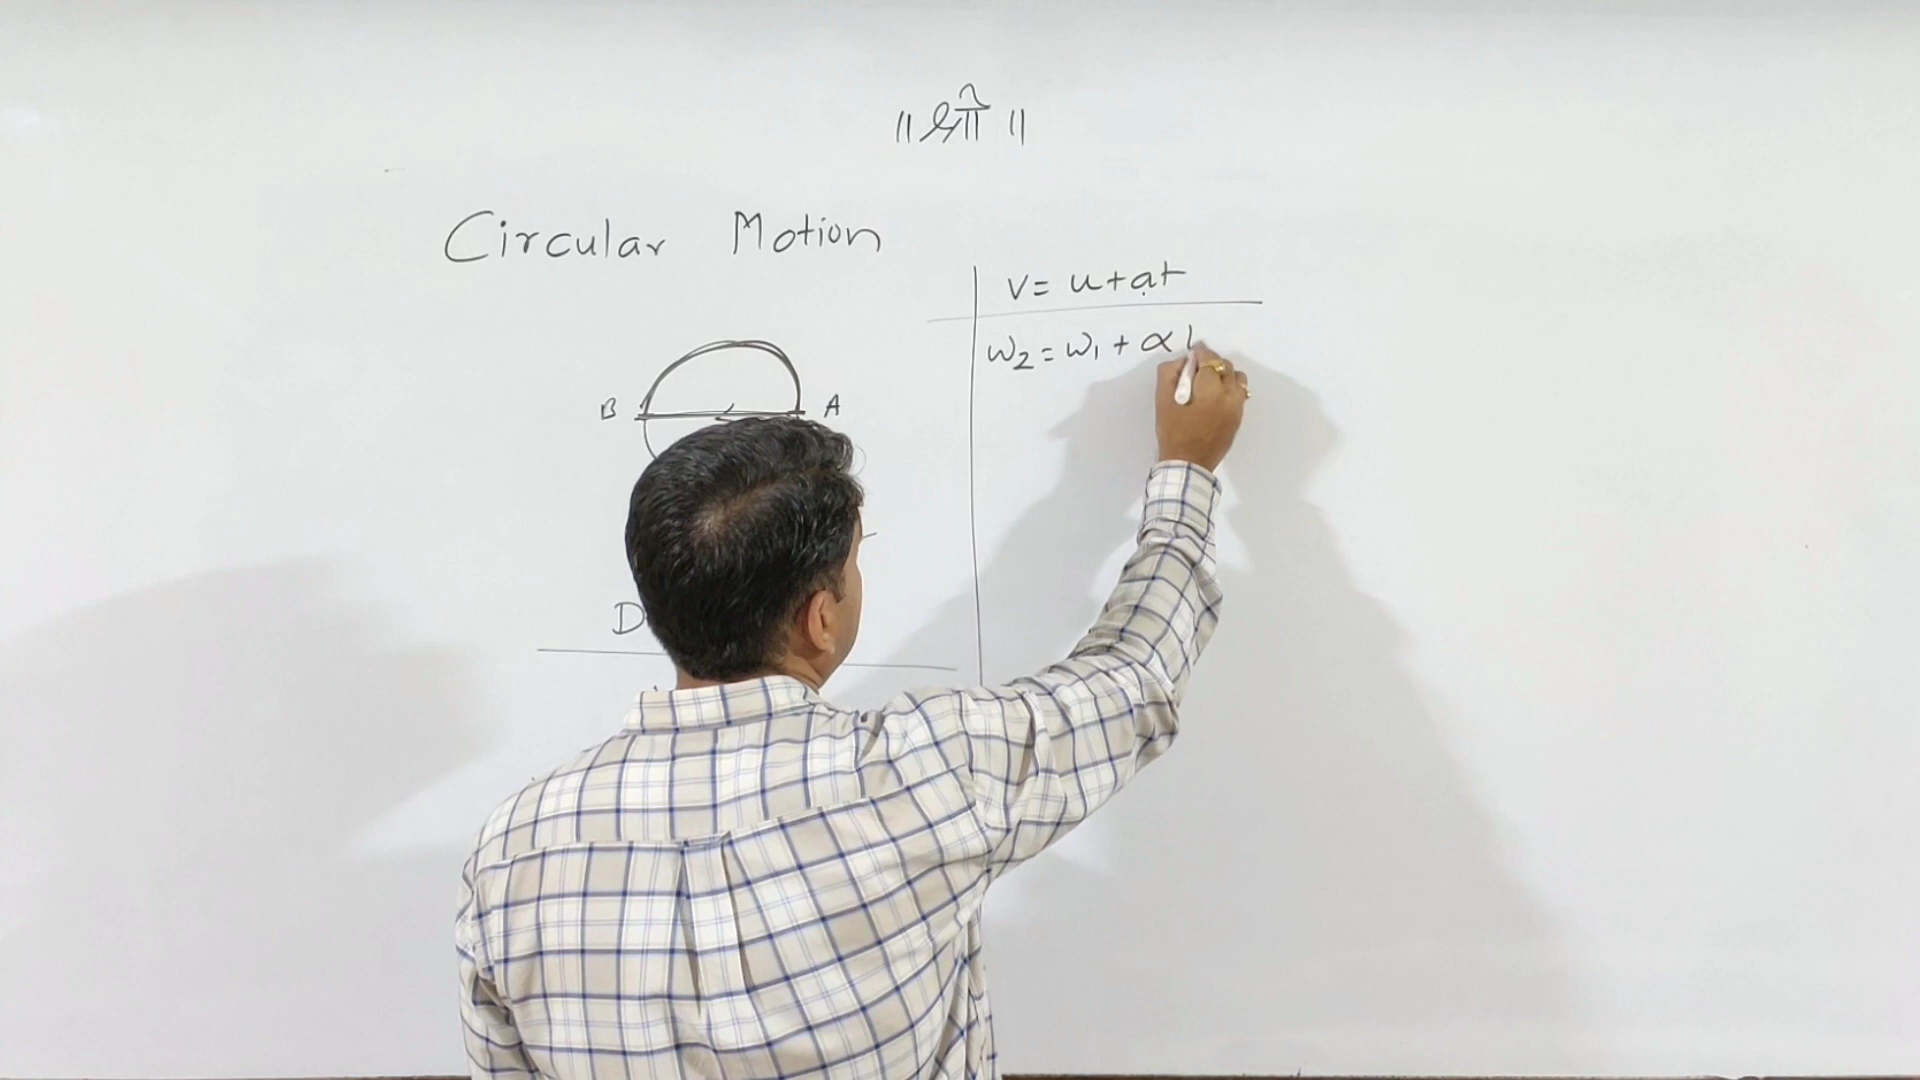 ॥ श्री ॥
Circular Motion
v = u + at
B A
ω₂ = ω₁ + α
D